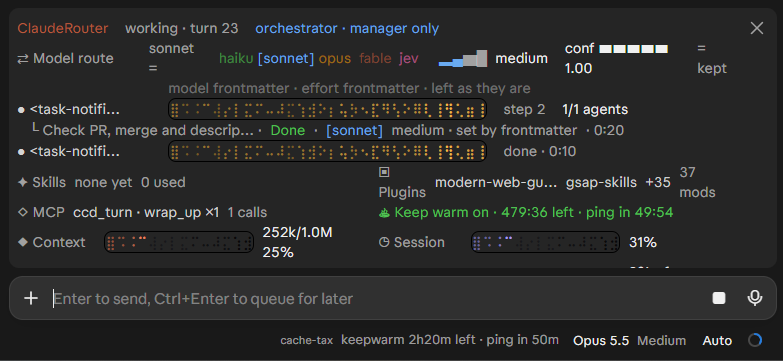 ClaudeRouter working · turn 23 orchestrator · manager only
⇄ Model route sonnet = haiku [sonnet] opus fable jev medium conf 1.00 = kept
model frontmatter · effort frontmatter · left as they are
● <task-notifi... step 2 1/1 agents
└ Check PR, merge and descrip... · Done · [sonnet] medium · set by frontmatter · 0:20
● <task-notifi... done · 0:10
Skills none yet 0 used Plugins modern-web-gu... gsap-skills +35 37 mods
MCP ccd_turn · wrap_up ×1 1 calls Keep warm on · 479:36 left · ping in 49:54
Context 252k/1.0M 25% Session 31%
Enter to send, Ctrl+Enter to queue for later
cache-tax keepwarm 2h20m left · ping in 50m Opus 5.5 Medium Auto